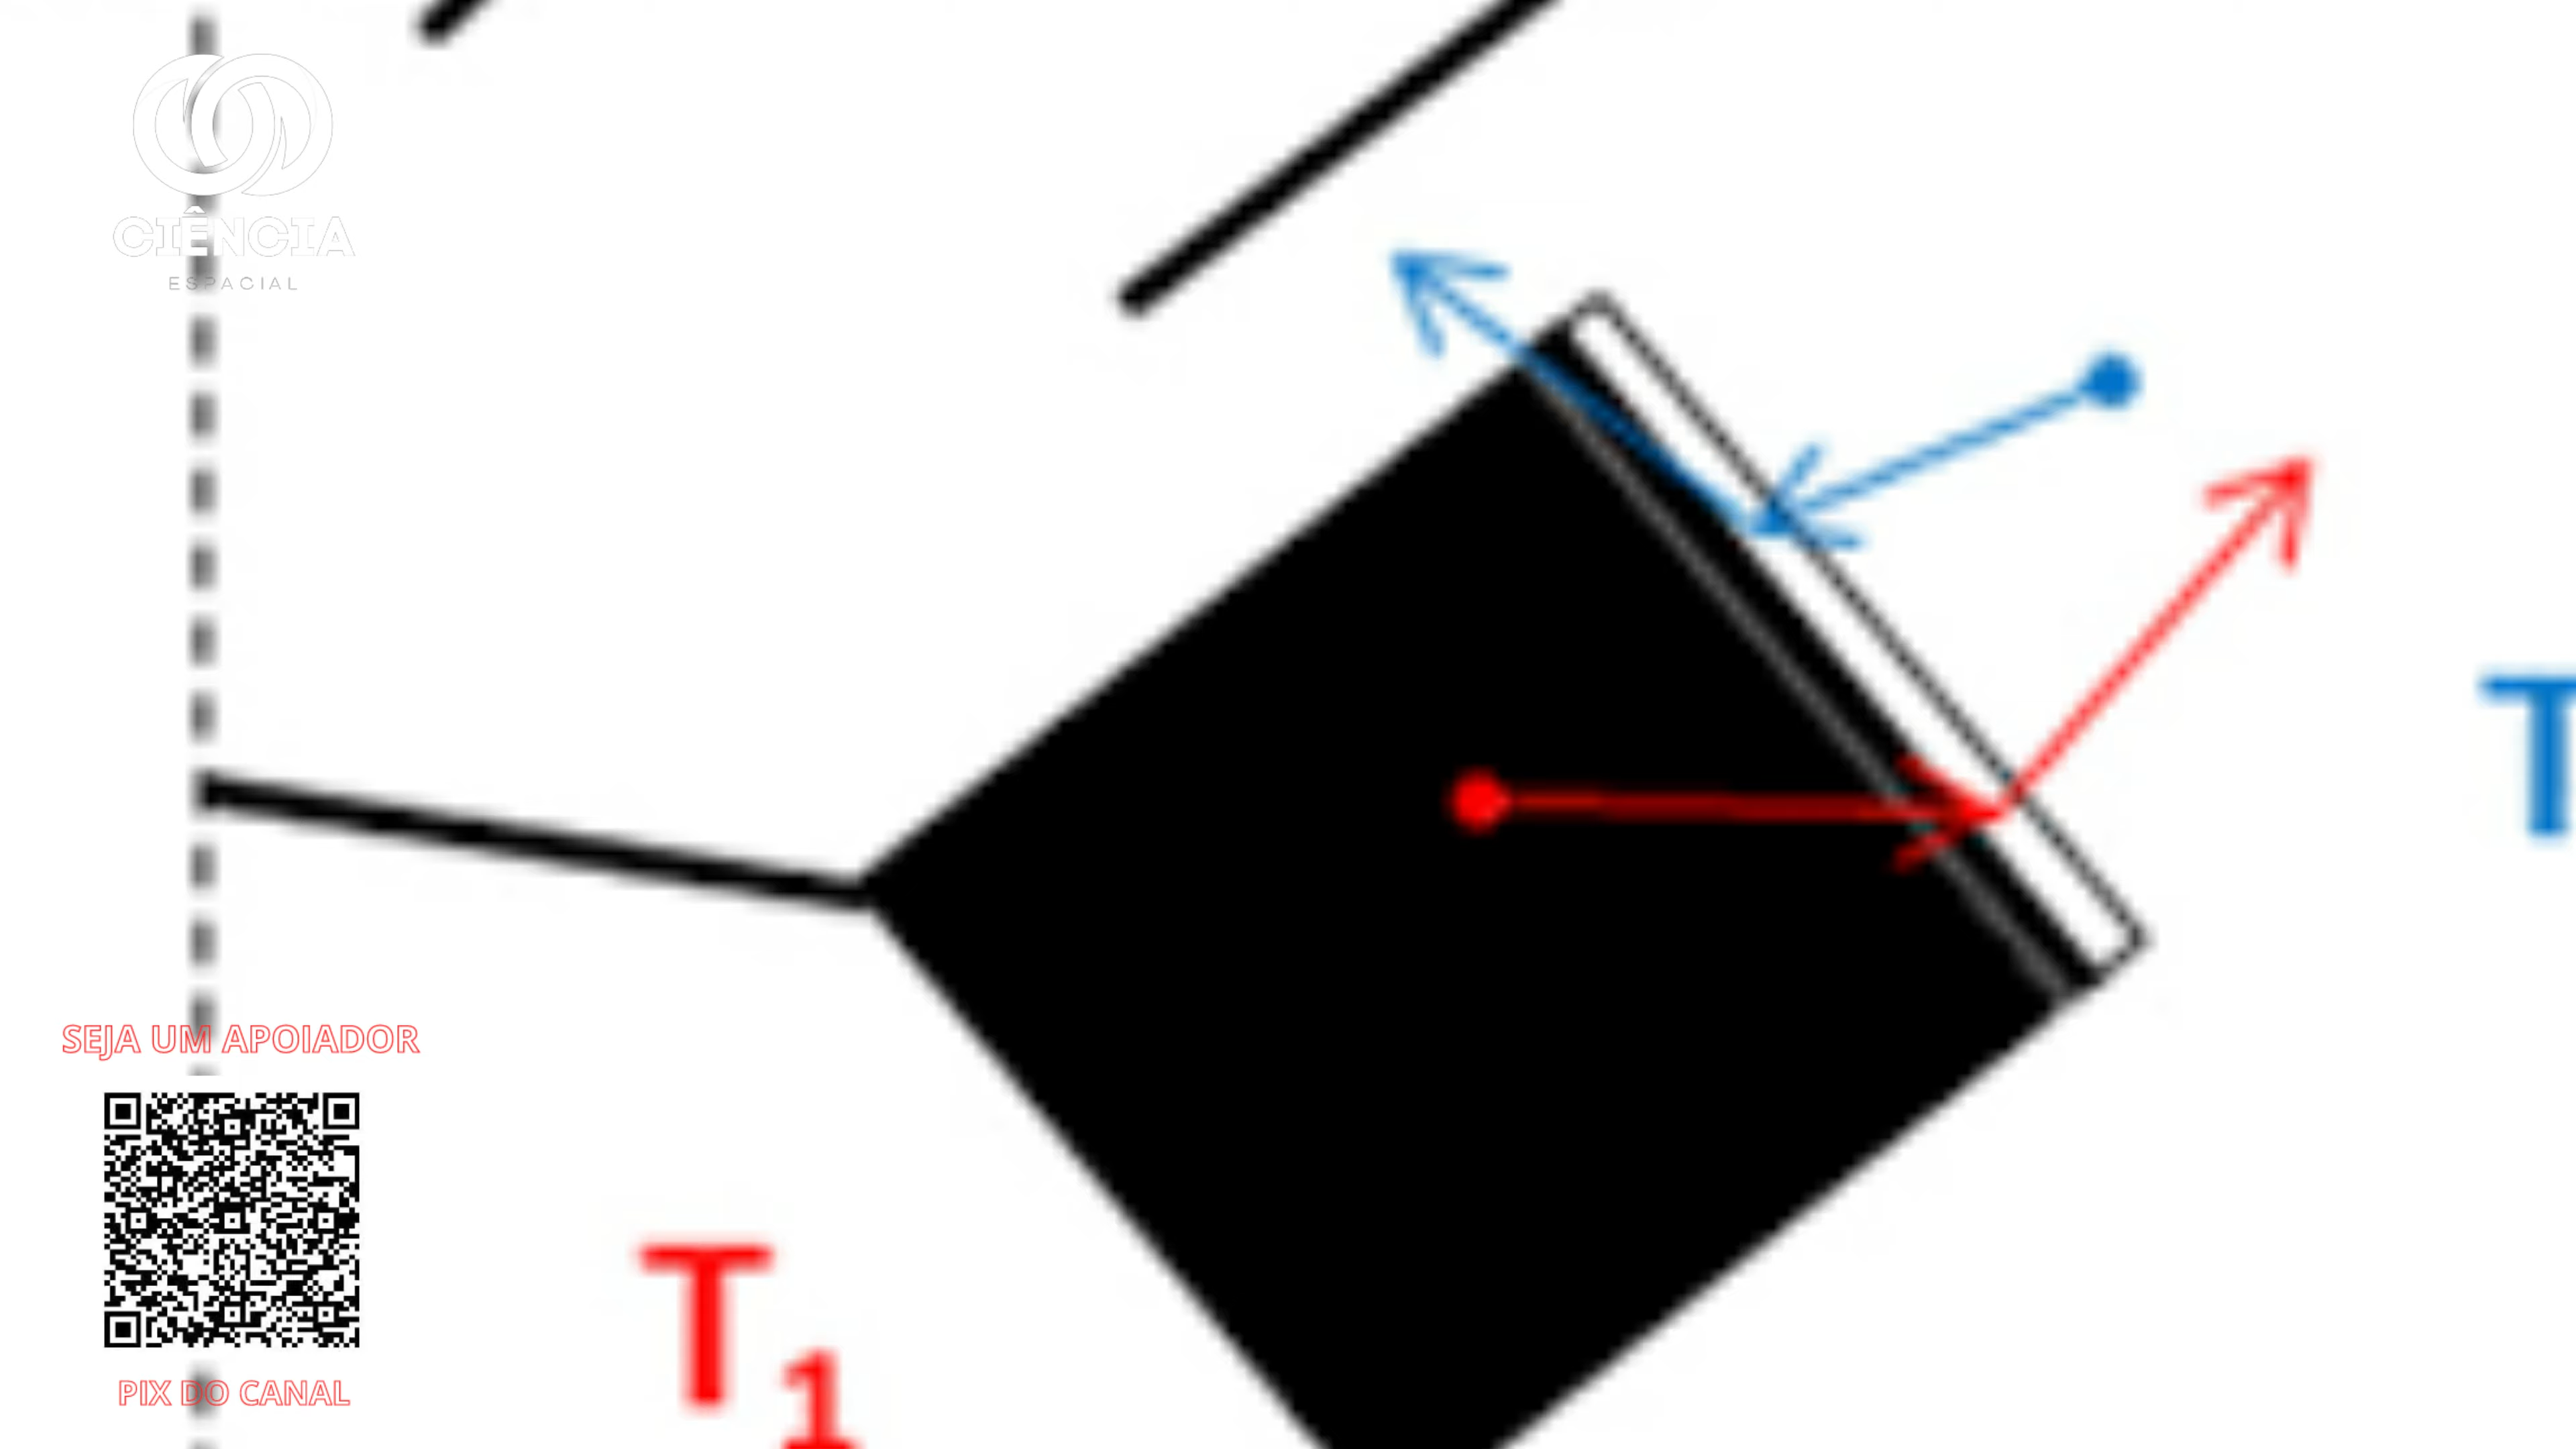 CIÊNCIA
ESPACIAL
T
SEJA UM APOIADOR
T1
PIX DO CANAL